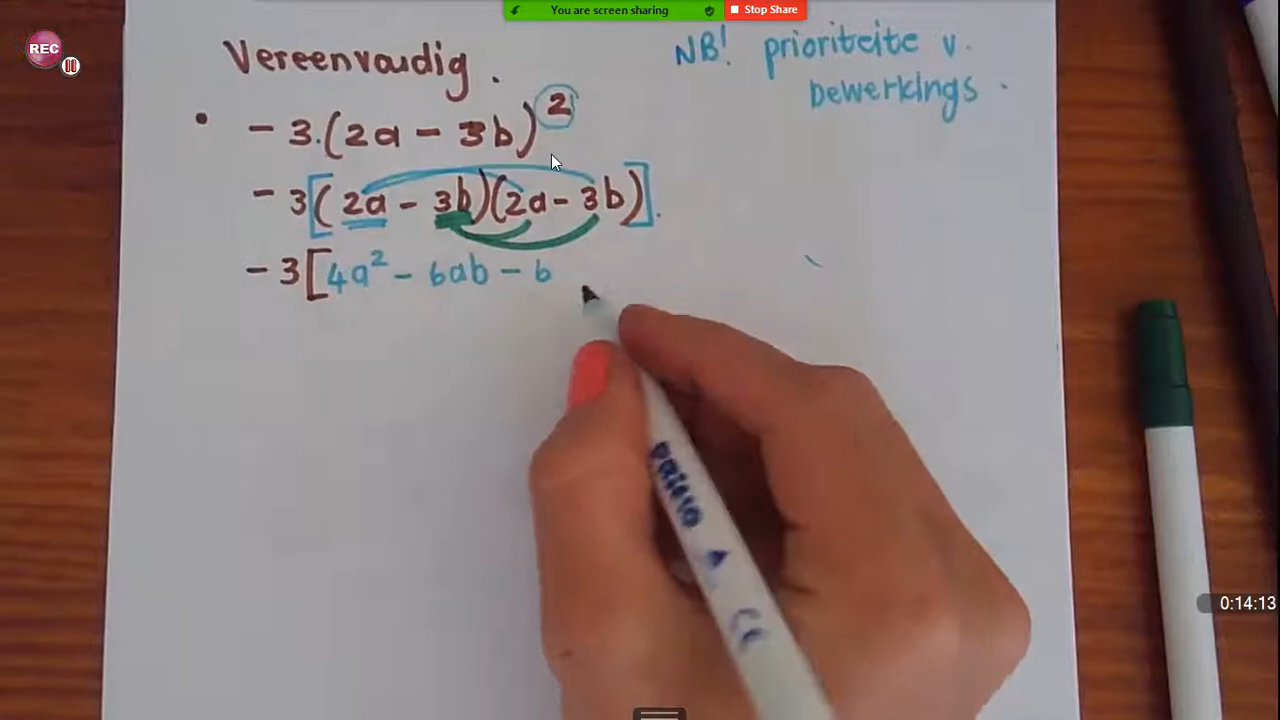 You are screen sharing
Stop Share
REC
Vereenvoudig.
NB! prioriteite v.
bewerkings.
• -3.(2a - 3b)²
-3[(2a - 3b)(2a - 3b)].
-3[4a² - 6ab - 6
CE
0:14:13